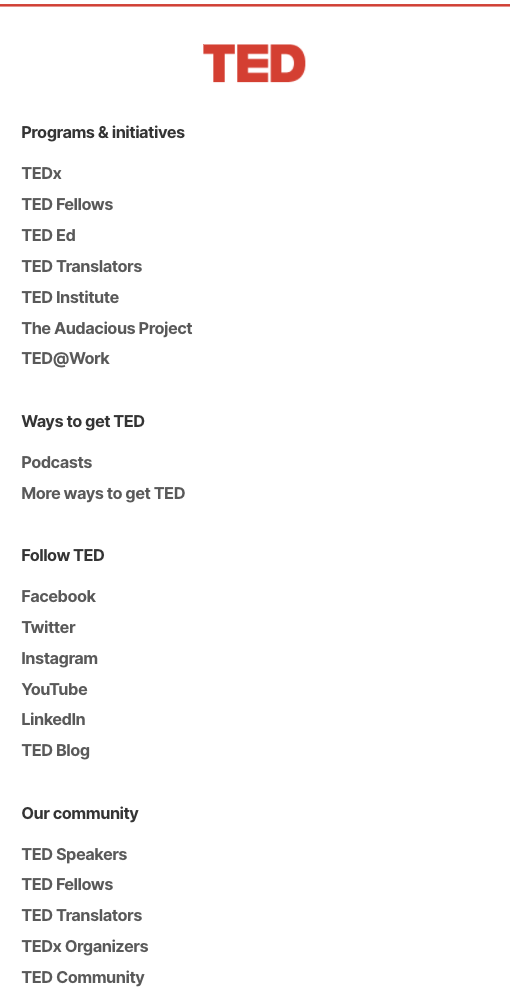 TED
Programs & initiatives
TEDx
TED Fellows
TED Ed
TED Translators
TED Institute
The Audacious Project
TED@Work
Ways to get TED
Podcasts
More ways to get TED
Follow TED
Facebook
Twitter
Instagram
YouTube
LinkedIn
TED Blog
Our community
TED Speakers
TED Fellows
TED Translators
TEDx Organizers
TED Community